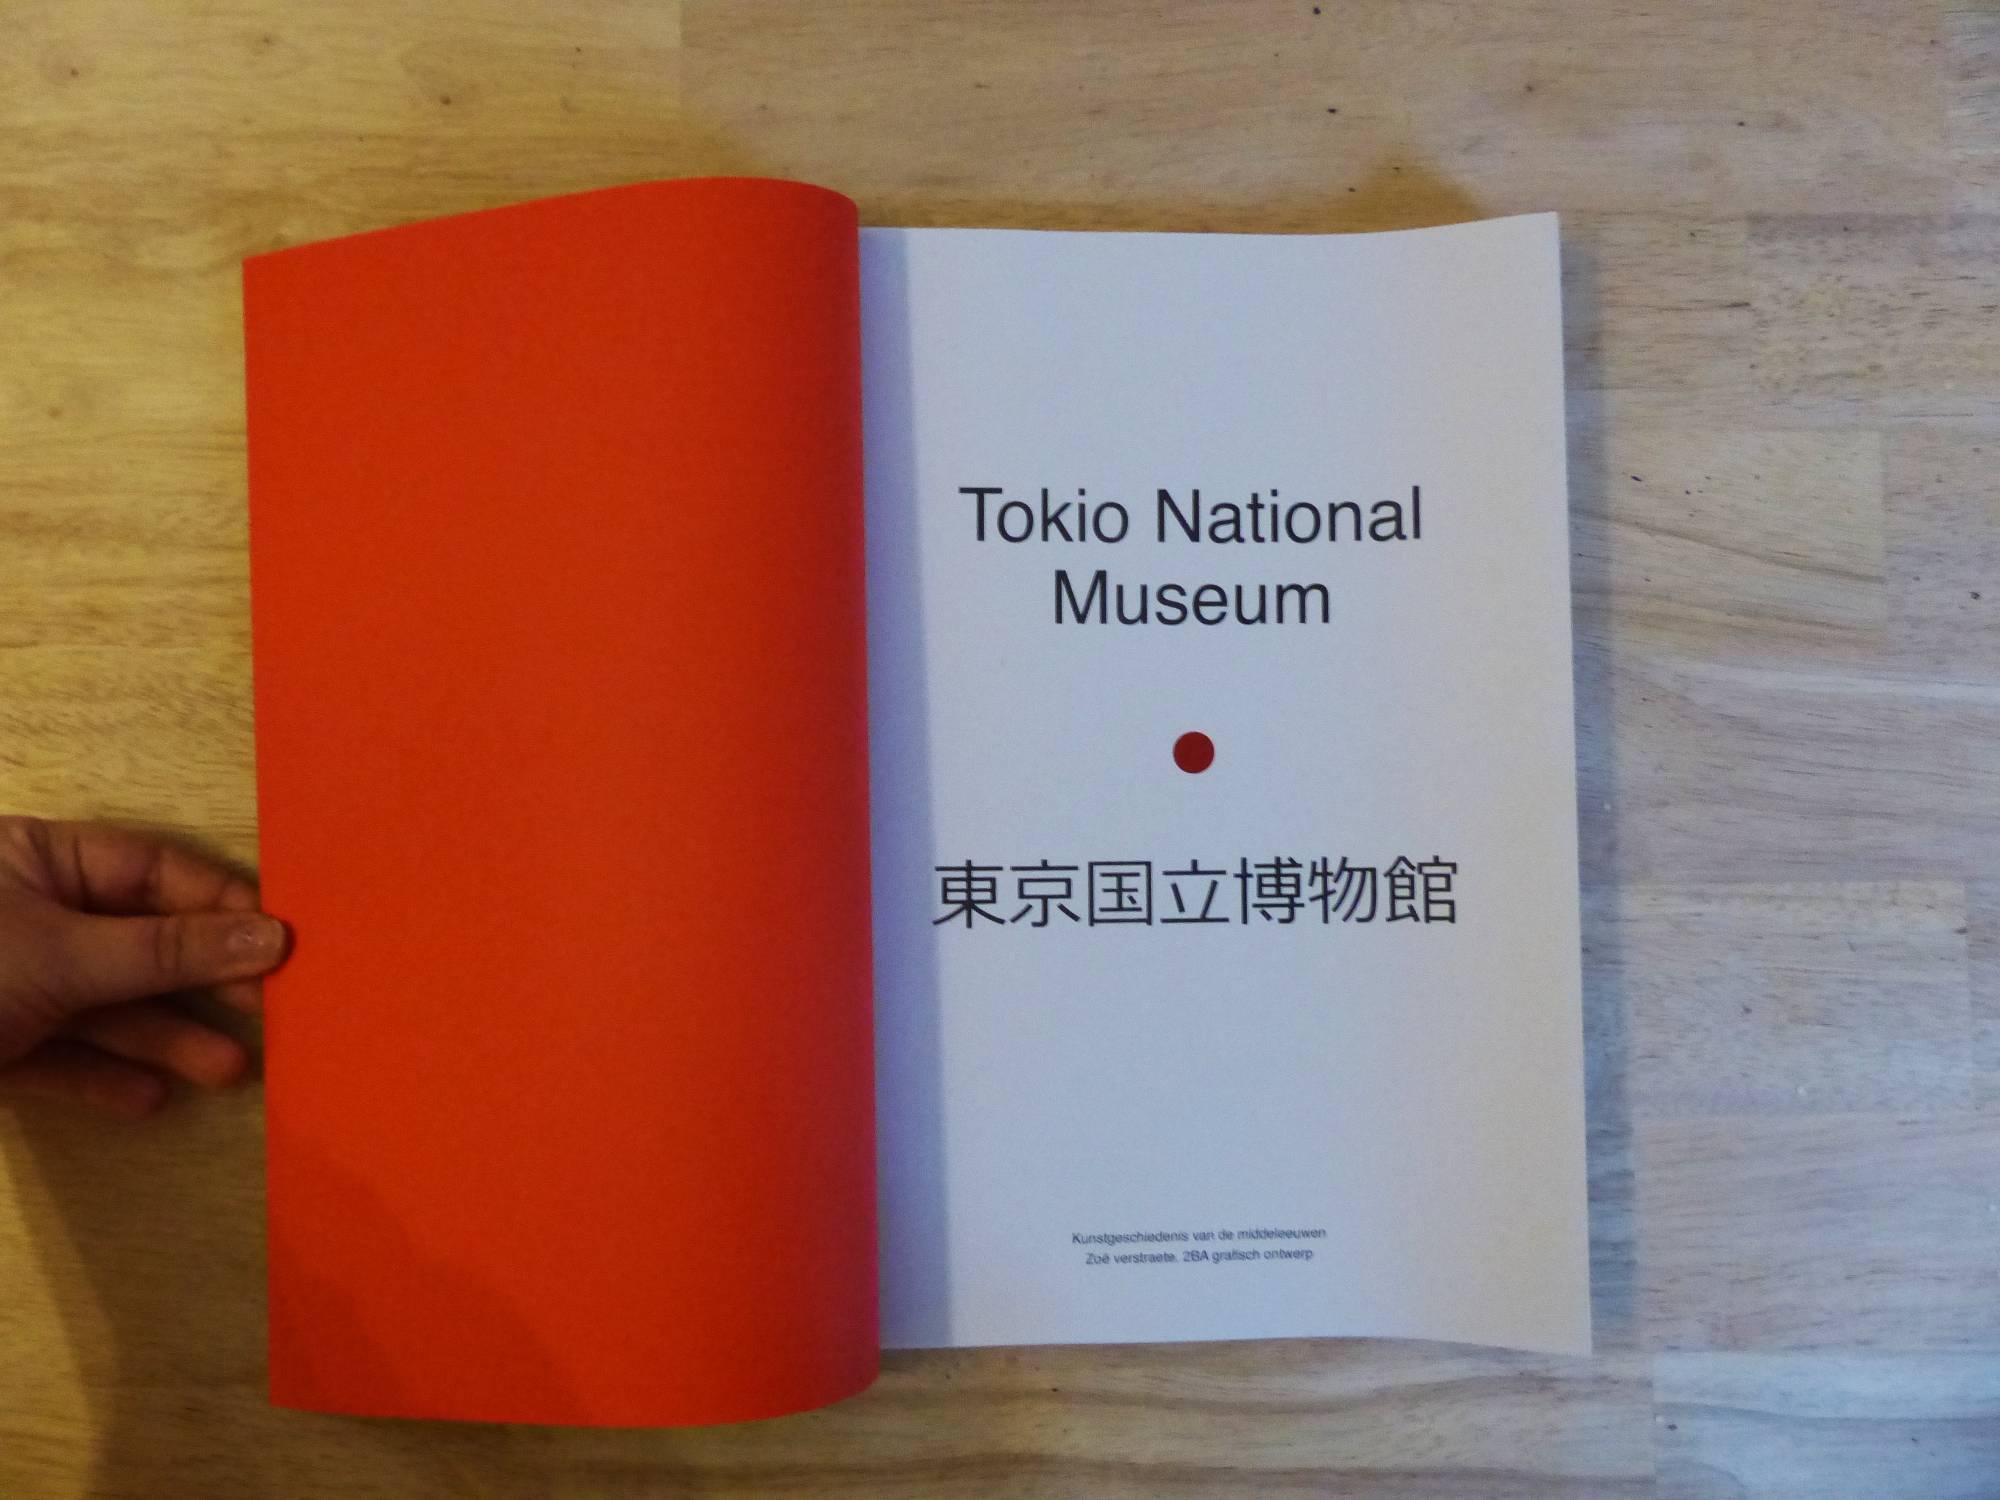 Tokio National
Museum
東京国立博物館
Kunstgeschiedenis van de middeleeuwen
Zoë verstraete. 2BA grafisch ontwerp